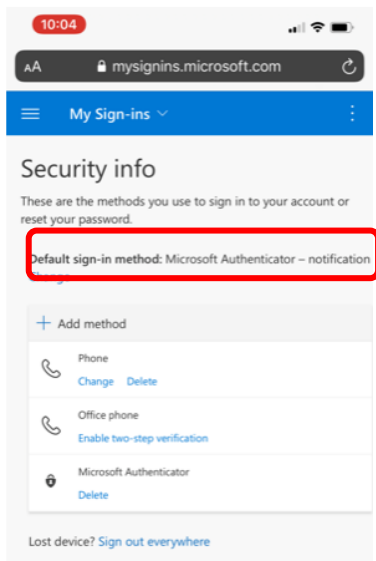 10:04
AA mysignins.microsoft.com
My Sign-ins
Security info
These are the methods you use to sign in to your account or
reset your password.
Default sign-in method: Microsoft Authenticator – notification
Change
+ Add method
Phone
Change Delete
Office phone
Enable two-step verification
Microsoft Authenticator
Delete
Lost device? Sign out everywhere